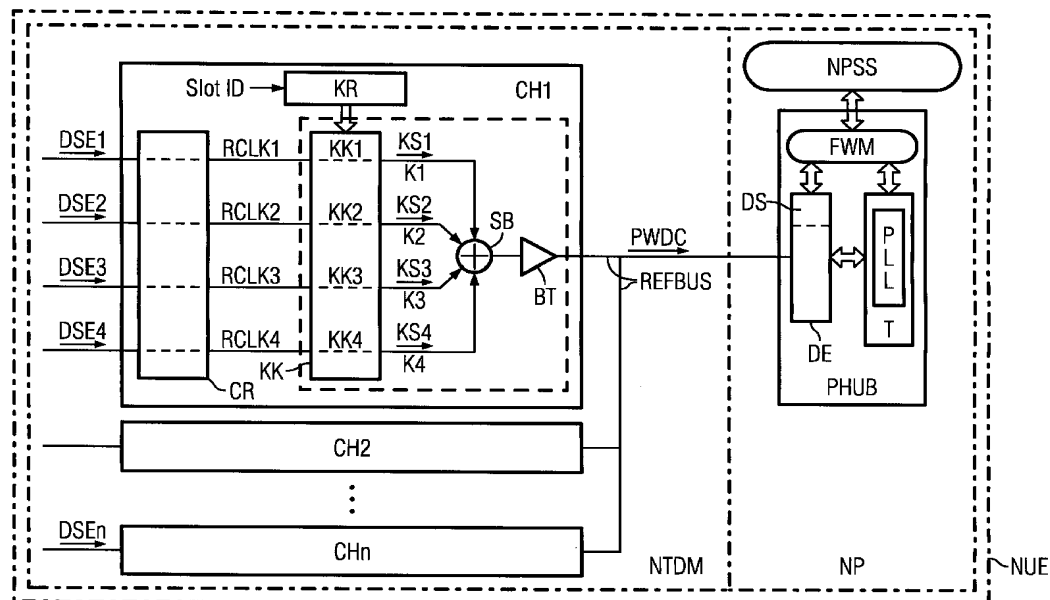 NPSS
Slot ID
KR
CH1
FWM
DSE1
RCLK1
KK1
KS1
K1
DS
DSE2
RCLK2
KK2
KS2
K2
SB
PWDC
P
L
L
BT
REFBUS
DSE3
RCLK3
KK3
KS3
K3
T
DSE4
RCLK4
KK4
KS4
K4
KK
DE
CR
PHUB
CH2
DSEn
CHn
NTDM
NP
NUE